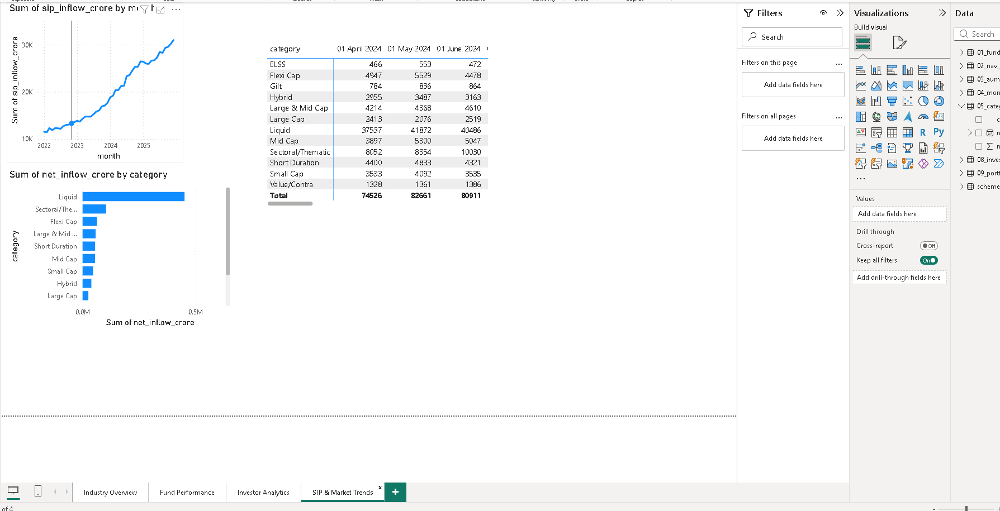 Sum of sip_inflow_crore by m
Sum of sip_inflow_crore
30K
20K
10K
2022 2023 2024 2025
month
Sum of net_inflow_crore by category
category
Liquid
Sectoral/The...
Flexi Cap
Large & Mid ...
Short Duration
Mid Cap
Small Cap
Hybrid
Large Cap
0.0M 0.5M
Sum of net_inflow_crore
category 01 April 2024 01 May 2024 01 June 2024
ELSS 466 553 472
Flexi Cap 4947 5529 4478
Gilt 784 836 864
Hybrid 2955 3487 3163
Large & Mid Cap 4214 4368 4610
Large Cap 2413 2076 2519
Liquid 37537 41872 40486
Mid Cap 3897 5300 5047
Sectoral/Thematic 8052 8354 10030
Short Duration 4400 4833 4321
Small Cap 3533 4092 3535
Value/Contra 1328 1361 1386
Total 74526 82661 80911
Filters
Search
Filters on this page ...
Add data fields here
Filters on all pages ...
Add data fields here
Visualizations
Build visual
123
R Py
...
Values
Add data fields here
Drill through
Cross-report Off
Keep all filters On
Add drill-through fields here
Data
Search
01_fund
02_nav_
03_aum
04_mon
05_categ
c
n
n
08_inves
09_portf
scheme
Industry Overview Fund Performance Investor Analytics SIP & Market Trends x +
of 4